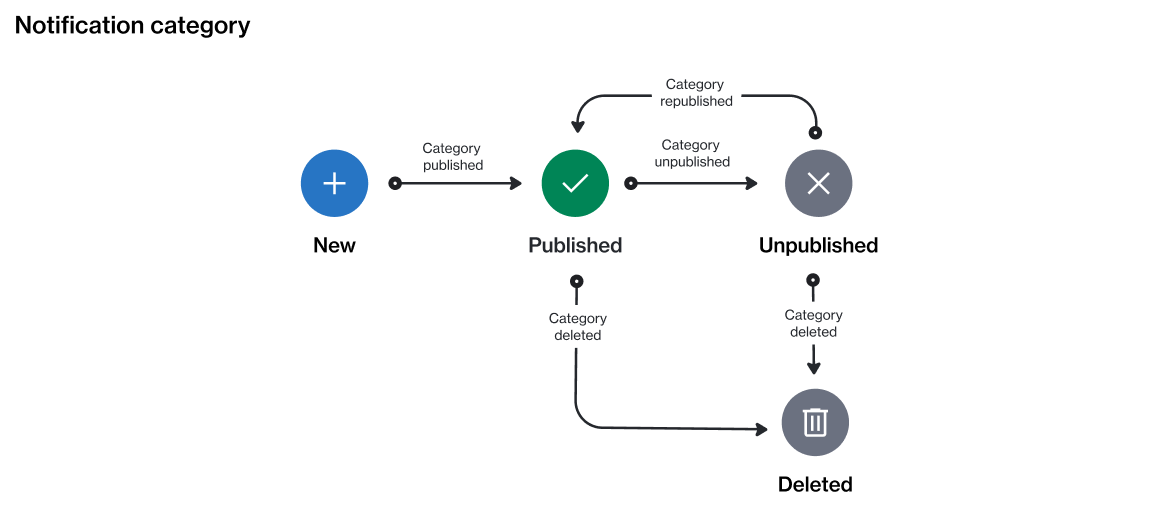 Notification category
Category
republished
Category
published
Category
unpublished
New
Published
Unpublished
Category
deleted
Category
deleted
Deleted